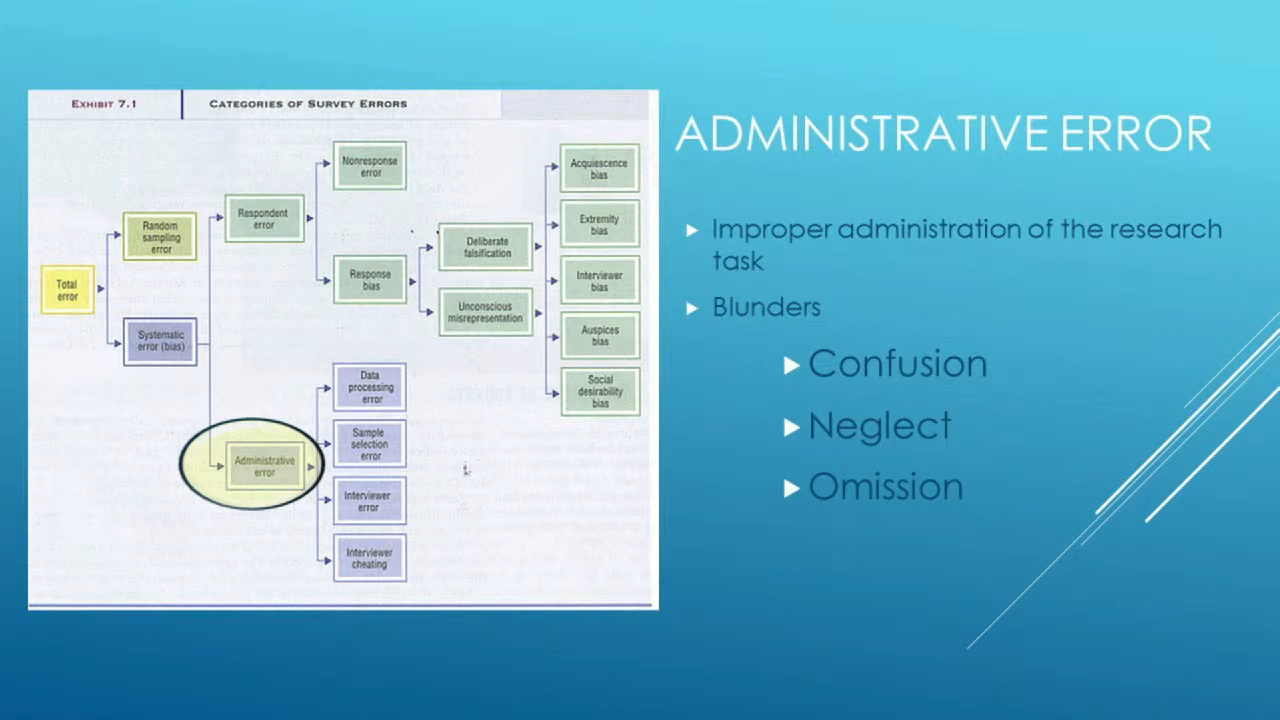 EXHIBIT 7.1
CATEGORIES OF SURVEY ERRORS
Total
error
Random
sampling
error
Systematic
error (bias)
Respondent
error
Administrative
error
Nonresponse
error
Response
bias
Data
processing
error
Sample
selection
error
Interviewer
error
Interviewer
cheating
Deliberate
falsification
Unconscious
misrepresentation
Acquiescence
bias
Extremity
bias
Interviewer
bias
Auspices
bias
Social
desirability
bias
ADMINISTRATIVE ERROR
Improper administration of the research
task
Blunders
Confusion
Neglect
Omission